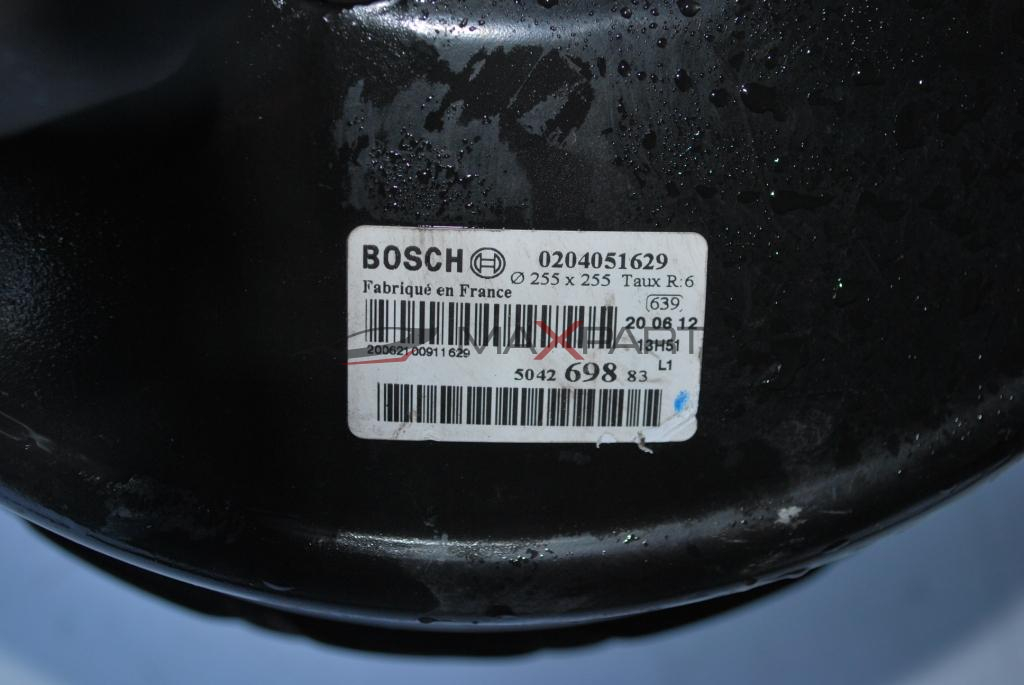 BOSCH 0204051629
Ø 255 x 255 Taux R:6
Fabriqué en France
639
20 06 12
MAXPART
13H51
20062100911629
L1
5042 698 83